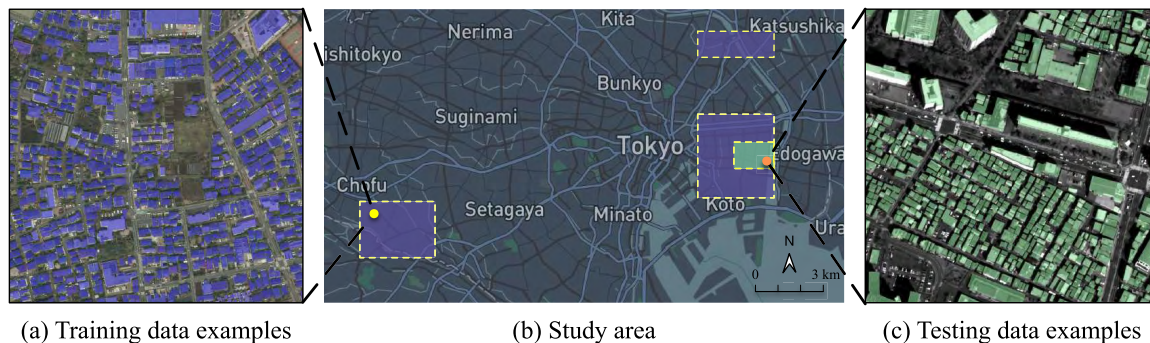 Kita
Katsushika
Nerima
ishitokyo
Bunkyo
Suginami
Tokyo
dogawa
Chofu
Setagaya
Minato
Koto
Ura
N
0
3 km
(a) Training data examples
(b) Study area
(c) Testing data examples